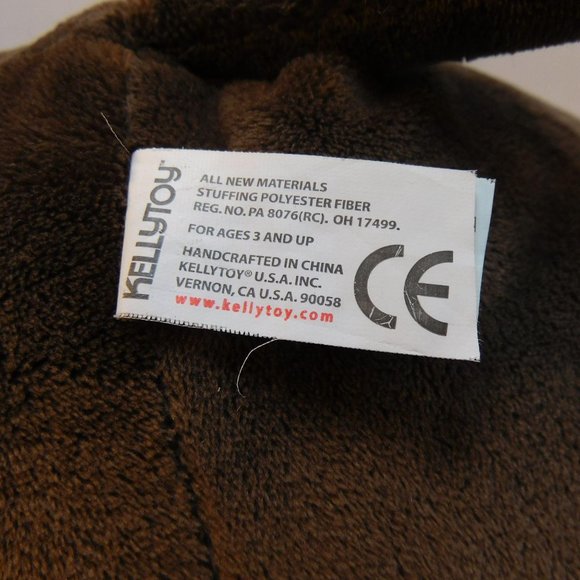 KELLYTOY™
ALL NEW MATERIALS
STUFFING POLYESTER FIBER
REG. NO. PA 8076(RC). OH 17499.
FOR AGES 3 AND UP
HANDCRAFTED IN CHINA
KELLYTOY® U.S.A. INC.
VERNON, CA U.S.A. 90058
www.kellytoy.com
CE